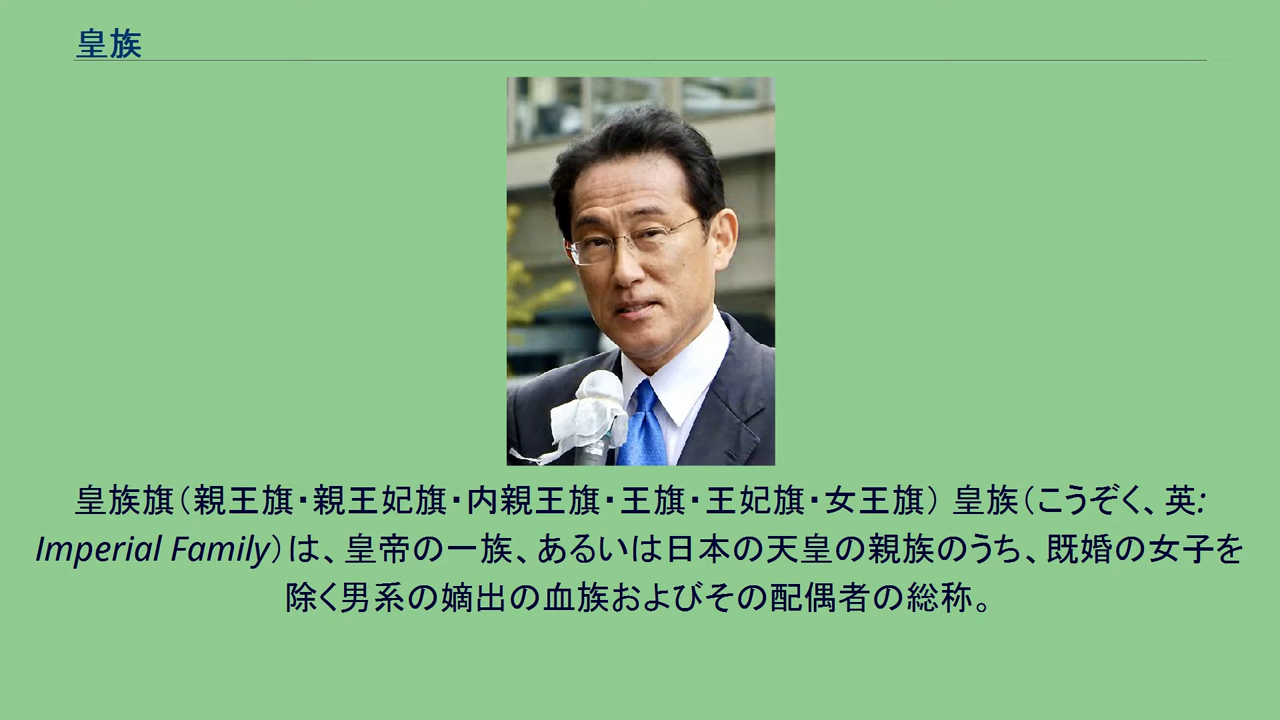 皇族
皇族旗（親王旗・親王妃旗・内親王旗・王旗・王妃旗・女王旗） 皇族（こうぞく、英:
Imperial Family）は、皇帝の一族、あるいは日本の天皇の親族のうち、既婚の女子を
除く男系の嫡出の血族およびその配偶者の総称。